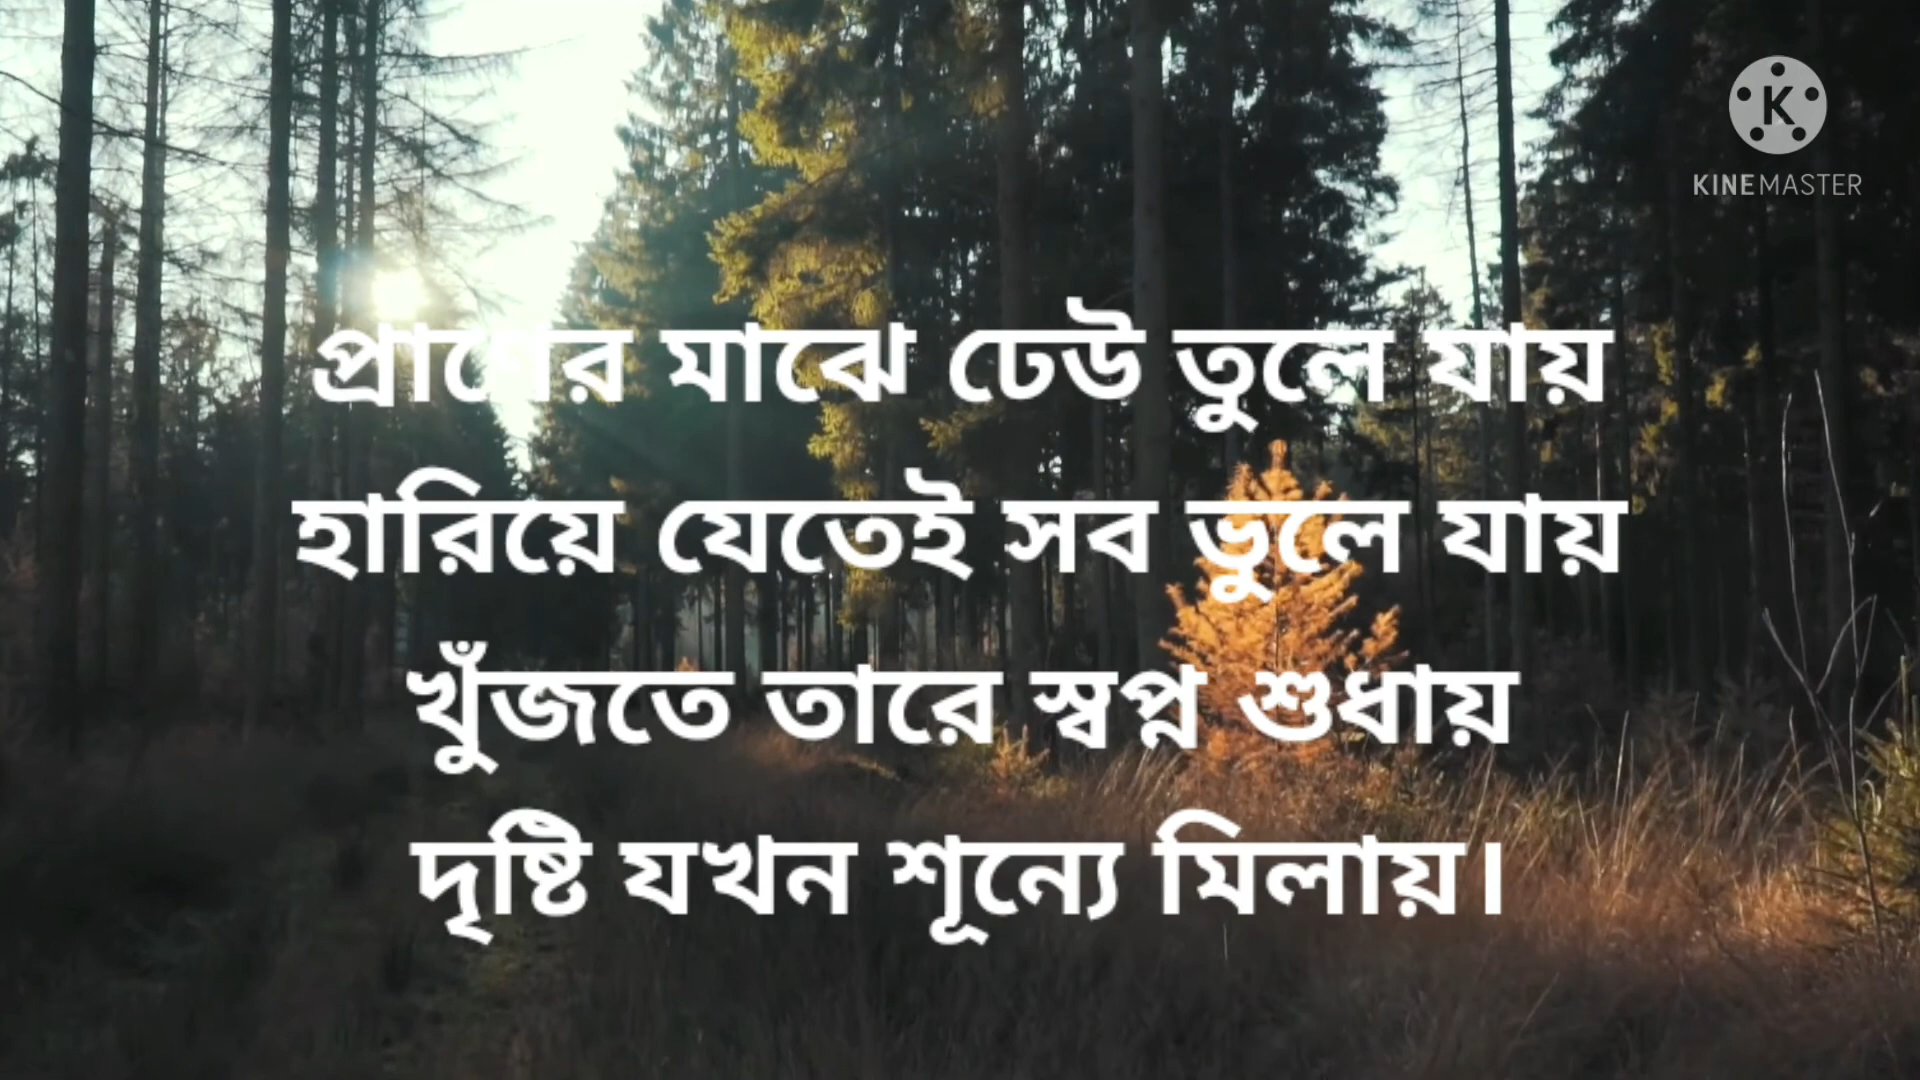 প্রাণের মাঝে ঢেউ তুলে যায়
হারিয়ে যেতেই সব ভুলে যায়
খুঁজতে তারে স্বপ্ন শুধায়
দৃষ্টি যখন শূন্যে মিলায়।
K
KINEMASTER